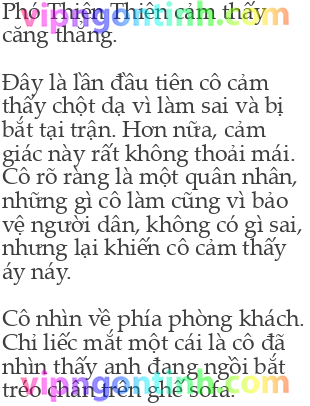 Phó Thiên Thiên cảm thấy
căng thẳng.
Đây là lần đầu tiên cô cảm
thấy chột dạ vì làm sai và bị
bắt tại trận. Hơn nữa, cảm
giác này rất không thoải mái.
Cô rõ ràng là một quân nhân,
những gì cô làm cũng vì bảo
vệ người dân, không có gì sai,
nhưng lại khiến cô cảm thấy
áy náy.
Cô nhìn về phía phòng khách.
Chỉ liếc mắt một cái là cô đã
nhìn thấy anh đang ngồi bắt
tréo chân trên ghế sofa.
vipngontinh.com
vipngontinh.com